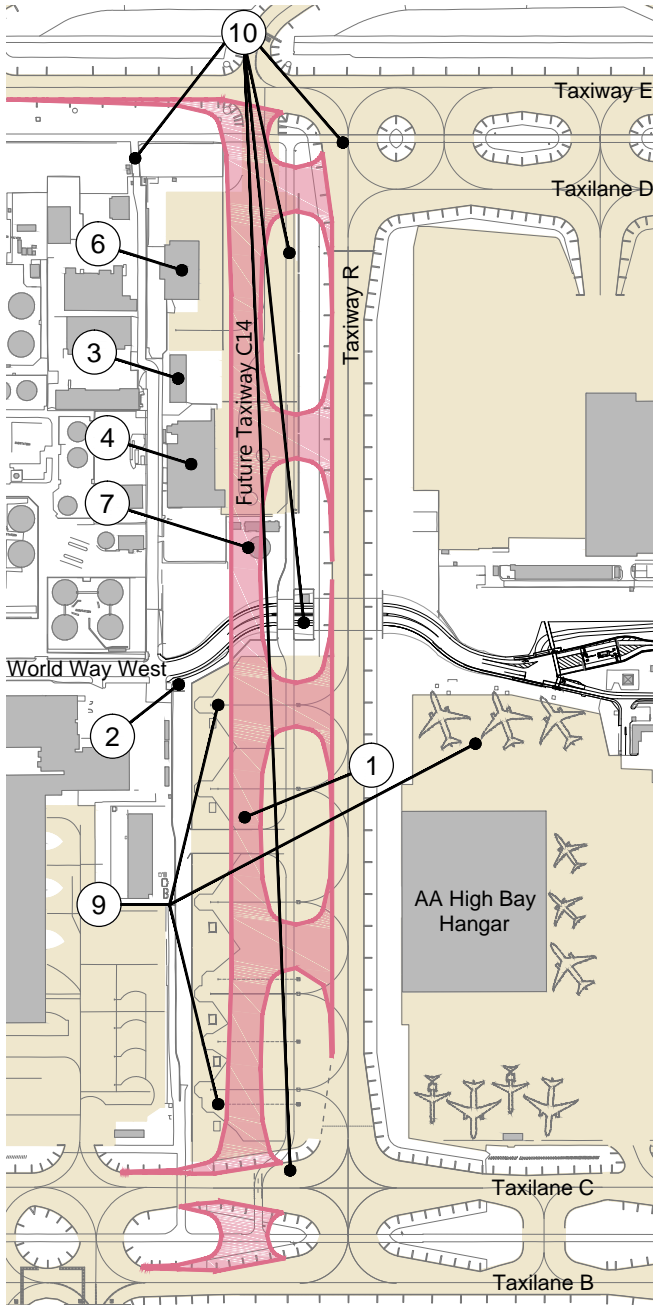 10
Taxiway E
Taxilane D
6
Taxiway R
3
Future Taxiway C14
4
7
World Way West
2
1
9
AA High Bay
Hangar
Taxilane C
Taxilane B